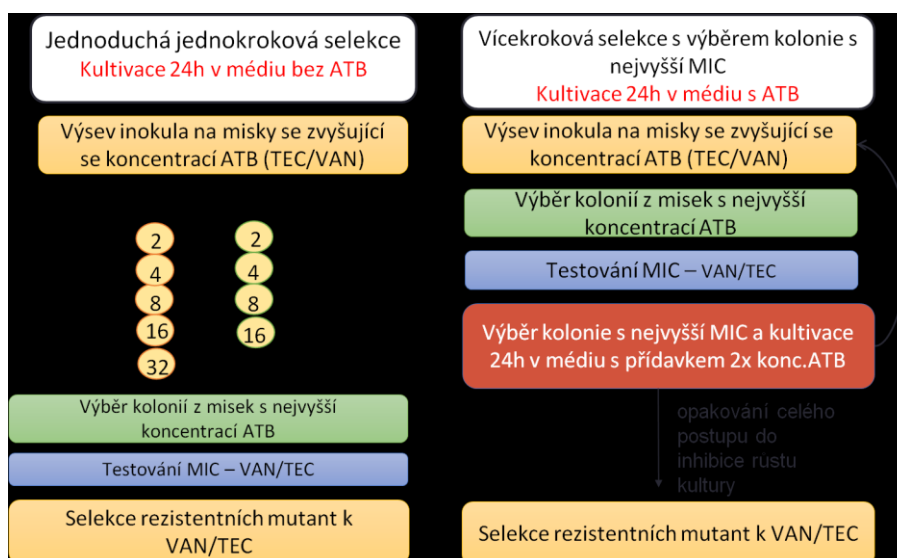 Jednoduchá jednokroková selekce
Kultivace 24h v médiu bez ATB
Výsev inokula na misky se zvyšující
se koncentrací ATB (TEC/VAN)
2
4
8
16
32
2
4
8
16
Výběr kolonií z misek s nejvyšší
koncentrací ATB
Testování MIC – VAN/TEC
Selekce rezistentních mutant k
VAN/TEC
Vícekroková selekce s výběrem kolonie s
nejvyšší MIC
Kultivace 24h v médiu s ATB
Výsev inokula na misky se zvyšující se
koncentrací ATB (TEC/VAN)
Výběr kolonií z misek s nejvyšší
koncentrací ATB
Testování MIC – VAN/TEC
Výběr kolonie s nejvyšší MIC a kultivace
24h v médiu s přídavkem 2x konc.ATB
opakování celého
postupu do
inhibice růstu
kultury
Selekce rezistentních mutant k VAN/TEC